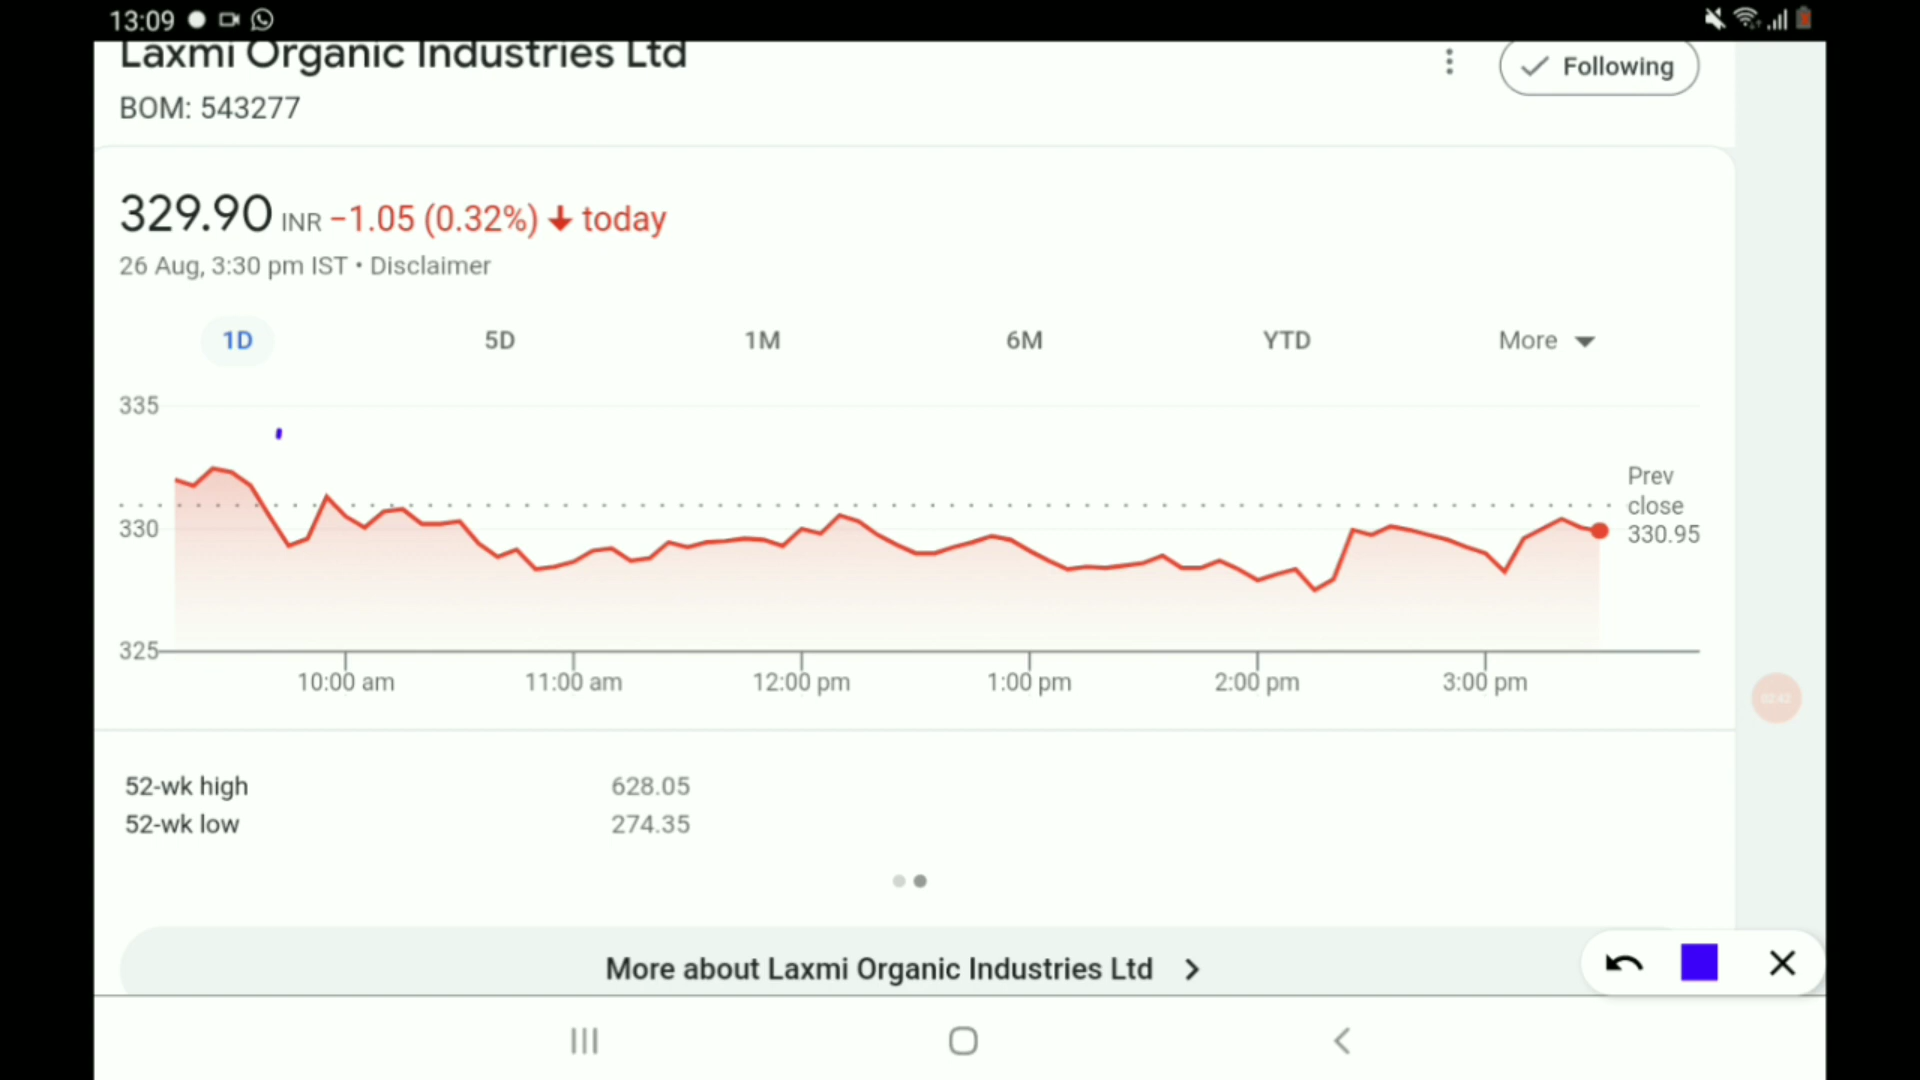 13:09
Laxmi Organic Industries Ltd
Following
BOM: 543277
329.90 INR −1.05 (0.32%) today
26 Aug, 3:30 pm IST • Disclaimer
1D 5D 1M 6M YTD More
335
330
325
Prev
close
330.95
10:00 am 11:00 am 12:00 pm 1:00 pm 2:00 pm 3:00 pm
02:42
52-wk high 628.05
52-wk low 274.35
More about Laxmi Organic Industries Ltd